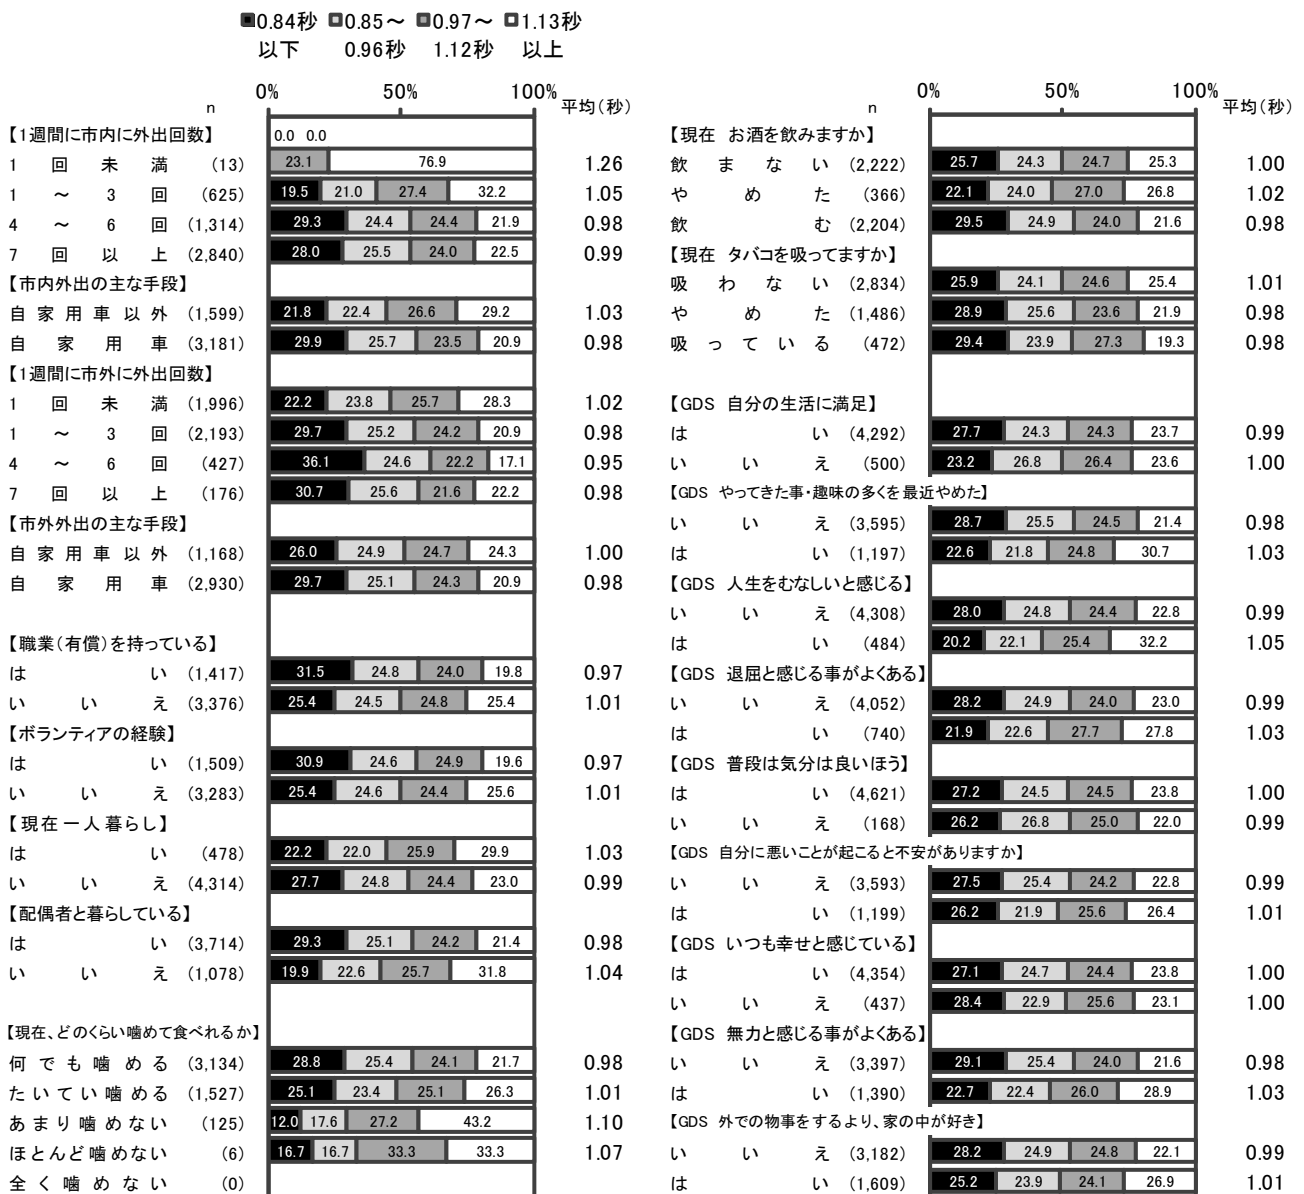 ■0.84秒以下 □0.85～0.96秒 ■0.97～1.12秒 □1.13秒以上
n 0% 50% 100% 平均(秒)
【1週間に市内に外出回数】 0.0 0.0
1回未満 (13) 23.1 76.9 1.26
1～3回 (625) 19.5 21.0 27.4 32.2 1.05
4～6回 (1,314) 29.3 24.4 24.4 21.9 0.98
7回以上 (2,840) 28.0 25.5 24.0 22.5 0.99
【市内外出の主な手段】
自家用車以外 (1,599) 21.8 22.4 26.6 29.2 1.03
自家用車 (3,181) 29.9 25.7 23.5 20.9 0.98
【1週間に市外に外出回数】
1回未満 (1,996) 22.2 23.8 25.7 28.3 1.02
1～3回 (2,193) 29.7 25.2 24.2 20.9 0.98
4～6回 (427) 36.1 24.6 22.2 17.1 0.95
7回以上 (176) 30.7 25.6 21.6 22.2 0.98
【市外外出の主な手段】
自家用車以外 (1,168) 26.0 24.9 24.7 24.3 1.00
自家用車 (2,930) 29.7 25.1 24.3 20.9 0.98
【職業(有償)を持っている】
はい (1,417) 31.5 24.8 24.0 19.8 0.97
いいえ (3,376) 25.4 24.5 24.8 25.4 1.01
【ボランティアの経験】
はい (1,509) 30.9 24.6 24.9 19.6 0.97
いいえ (3,283) 25.4 24.6 24.4 25.6 1.01
【現在一人暮らし】
はい (478) 22.2 22.0 25.9 29.9 1.03
いいえ (4,314) 27.7 24.8 24.4 23.0 0.99
【配偶者と暮らしている】
はい (3,714) 29.3 25.1 24.2 21.4 0.98
いいえ (1,078) 19.9 22.6 25.7 31.8 1.04
【現在、どのくらい噛めて食べれるか】
何でも噛める (3,134) 28.8 25.4 24.1 21.7 0.98
たいてい噛める (1,527) 25.1 23.4 25.1 26.3 1.01
あまり噛めない (125) 12.0 17.6 27.2 43.2 1.10
ほとんど噛めない (6) 16.7 16.7 33.3 33.3 1.07
全く噛めない (0)
n 0% 50% 100% 平均(秒)
【現在 お酒を飲みますか】
飲まない (2,222) 25.7 24.3 24.7 25.3 1.00
やめた (366) 22.1 24.0 27.0 26.8 1.02
飲む (2,204) 29.5 24.9 24.0 21.6 0.98
【現在 タバコを吸ってますか】
吸わない (2,834) 25.9 24.1 24.6 25.4 1.01
やめた (1,486) 28.9 25.6 23.6 21.9 0.98
吸っている (472) 29.4 23.9 27.3 19.3 0.98
【GDS 自分の生活に満足】
はい (4,292) 27.7 24.3 24.3 23.7 0.99
いいえ (500) 23.2 26.8 26.4 23.6 1.00
【GDS やってきた事・趣味の多くを最近やめた】
いいえ (3,595) 28.7 25.5 24.5 21.4 0.98
はい (1,197) 22.6 21.8 24.8 30.7 1.03
【GDS 人生をむなしいと感じる】
いいえ (4,308) 28.0 24.8 24.4 22.8 0.99
はい (484) 20.2 22.1 25.4 32.2 1.05
【GDS 退屈と感じる事がよくある】
いいえ (4,052) 28.2 24.9 24.0 23.0 0.99
はい (740) 21.9 22.6 27.7 27.8 1.03
【GDS 普段は気分は良いほう】
はい (4,621) 27.2 24.5 24.5 23.8 1.00
いいえ (168) 26.2 26.8 25.0 22.0 0.99
【GDS 自分に悪いことが起こると不安がありますか】
いいえ (3,593) 27.5 25.4 24.2 22.8 0.99
はい (1,199) 26.2 21.9 25.6 26.4 1.01
【GDS いつも幸せと感じている】
はい (4,354) 27.1 24.7 24.4 23.8 1.00
いいえ (437) 28.4 22.9 25.6 23.1 1.00
【GDS 無力と感じる事がよくある】
いいえ (3,397) 29.1 25.4 24.0 21.6 0.98
はい (1,390) 22.7 22.4 26.0 28.9 1.03
【GDS 外での物事をするより、家の中が好き】
いいえ (3,182) 28.2 24.9 24.8 22.1 0.99
はい (1,609) 25.2 23.9 24.1 26.9 1.01